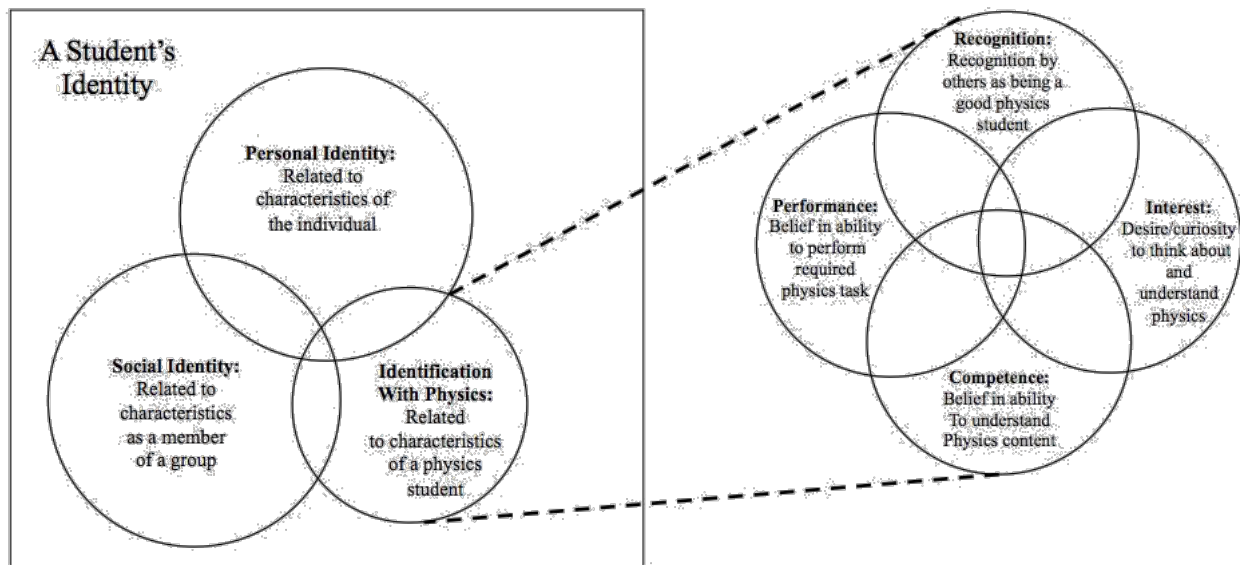 A Student's
Identity
Personal Identity:
Related to
characteristics of
the individual
Social Identity:
Related to
characteristics
as a member
of a group
Identification
With Physics:
Related
to characteristics
of a physics
student
Recognition:
Recognition by
others as being a
good physics
student
Performance:
Belief in ability
to perform
required
physics task
Interest:
Desire/curiosity
to think about
and
understand
physics
Competence:
Belief in ability
To understand
Physics content